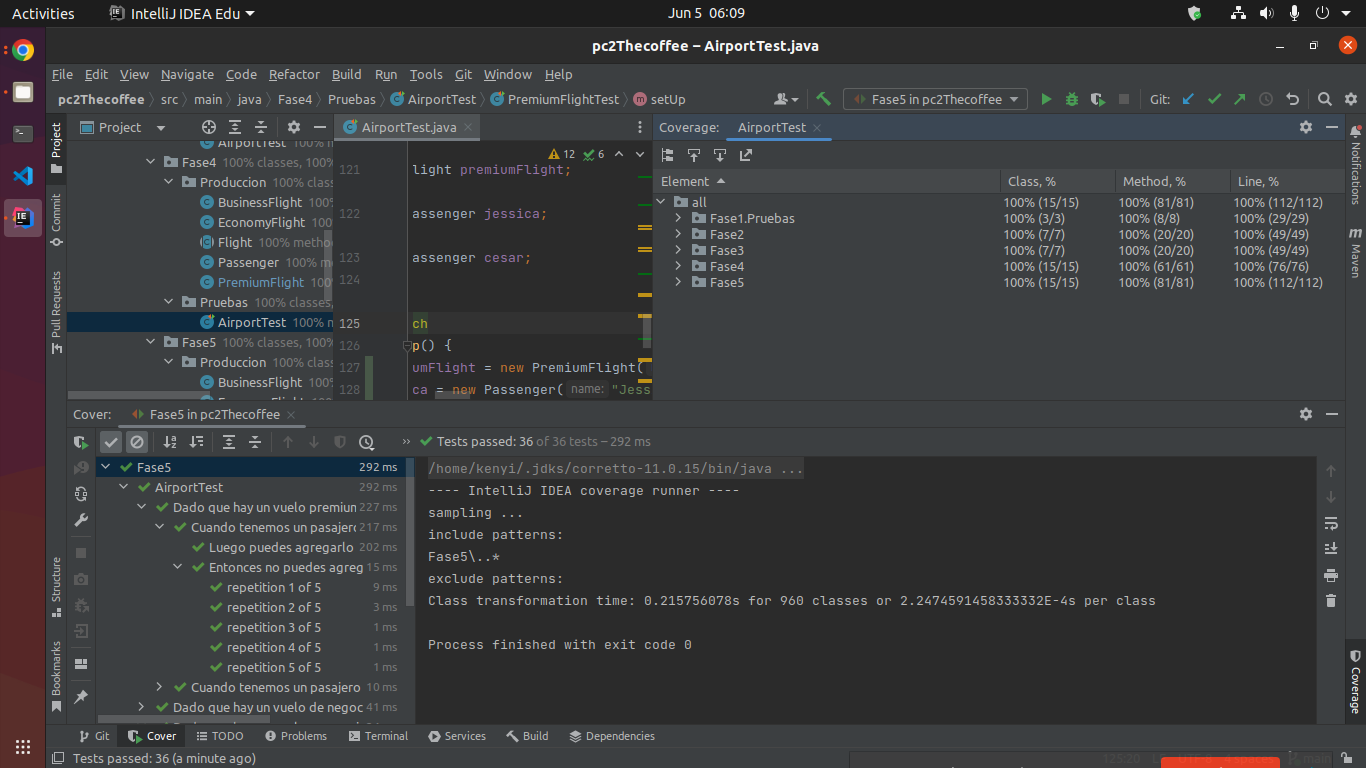 Activities IntelliJ IDEA Edu Jun 5 06:09
pc2Thecoffee – AirportTest.java
File Edit View Navigate Code Refactor Build Run Tools Git Window Help
pc2Thecoffee src main java Fase4 Pruebas AirportTest PremiumFlightTest setUp Fase5 in pc2Thecoffee Git:
Project
Commit
Pull Requests
Structure
Bookmarks
Project
AirportTest 100% m
Fase4 100% classes, 100%
Produccion 100% class
BusinessFlight 100%
EconomyFlight 100%
Flight 100% metho
Passenger 100% m
PremiumFlight 100%
Pruebas 100% classes,
AirportTest 100% m
Fase5 100% classes, 100%
Produccion 100% class
BusinessFlight 100%
AirportTest.java
12 6
121 light premiumFlight;
122 assenger jessica;
123 assenger cesar;
124
125 ch
126 p() {
127 umFlight = new PremiumFlight(
128 ca = new Passenger( name: "Jess
Coverage: AirportTest
Element Class, % Method, % Line, %
all 100% (15/15) 100% (81/81) 100% (112/112)
Fase1.Pruebas 100% (3/3) 100% (8/8) 100% (29/29)
Fase2 100% (7/7) 100% (20/20) 100% (49/49)
Fase3 100% (7/7) 100% (20/20) 100% (49/49)
Fase4 100% (15/15) 100% (61/61) 100% (76/76)
Fase5 100% (15/15) 100% (81/81) 100% (112/112)
Notifications
Maven
Coverage
Cover: Fase5 in pc2Thecoffee
Tests passed: 36 of 36 tests – 292 ms
Fase5 292 ms
AirportTest 292 ms
Dado que hay un vuelo premium 227 ms
Cuando tenemos un pasajero 217 ms
Luego puedes agregarlo 202 ms
Entonces no puedes agreg 15 ms
repetition 1 of 5 9 ms
repetition 2 of 5 3 ms
repetition 3 of 5 1 ms
repetition 4 of 5 1 ms
repetition 5 of 5 1 ms
Cuando tenemos un pasajero 10 ms
Dado que hay un vuelo de negoc 41 ms
/home/kenyi/.jdks/corretto-11.0.15/bin/java ...
---- IntelliJ IDEA coverage runner ----
sampling ...
include patterns:
Fase5\..*
exclude patterns:
Class transformation time: 0.215756078s for 960 classes or 2.2474591458333332E-4s per class
Process finished with exit code 0
Git Cover TODO Problems Terminal Services Build Dependencies
Tests passed: 36 (a minute ago) 125:20 LF UTF-8 4 spaces main